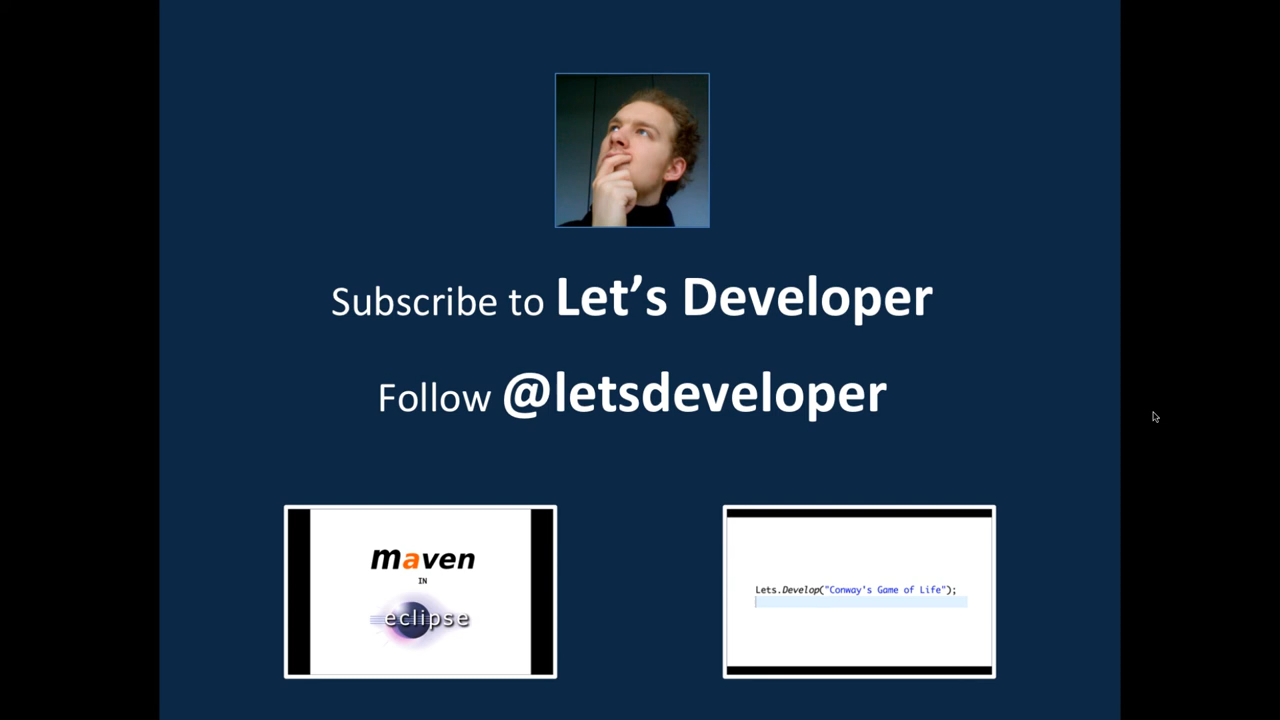 Subscribe to Let’s Developer
Follow @letsdeveloper
maven
IN
eclipse
Lets.Develop("Conway's Game of Life");